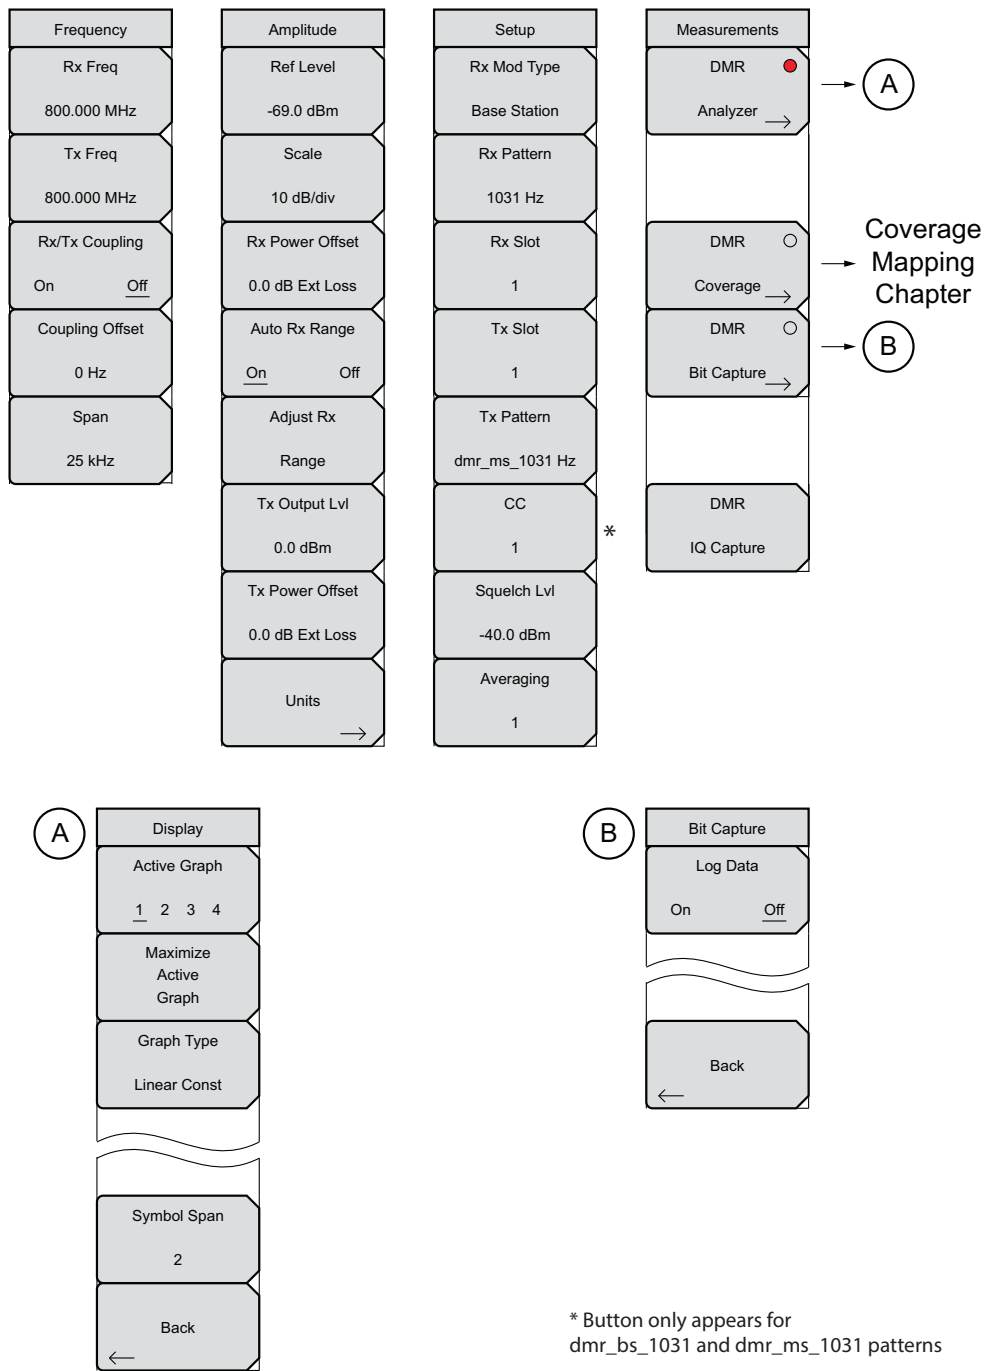 Frequency
Rx Freq
800.000 MHz
Tx Freq
800.000 MHz
Rx/Tx Coupling
On Off
Coupling Offset
0 Hz
Span
25 kHz
Amplitude
Ref Level
-69.0 dBm
Scale
10 dB/div
Rx Power Offset
0.0 dB Ext Loss
Auto Rx Range
On Off
Adjust Rx
Range
Tx Output Lvl
0.0 dBm
Tx Power Offset
0.0 dB Ext Loss
Units
Setup
Rx Mod Type
Base Station
Rx Pattern
1031 Hz
Rx Slot
1
Tx Slot
1
Tx Pattern
dmr_ms_1031 Hz
CC
1
*
Squelch Lvl
-40.0 dBm
Averaging
1
Measurements
DMR
Analyzer
A
DMR
Coverage
Coverage
Mapping
Chapter
DMR
Bit Capture
B
DMR
IQ Capture
A
Display
Active Graph
1 2 3 4
Maximize
Active
Graph
Graph Type
Linear Const
Symbol Span
2
Back
B
Bit Capture
Log Data
On Off
Back
* Button only appears for
dmr_bs_1031 and dmr_ms_1031 patterns